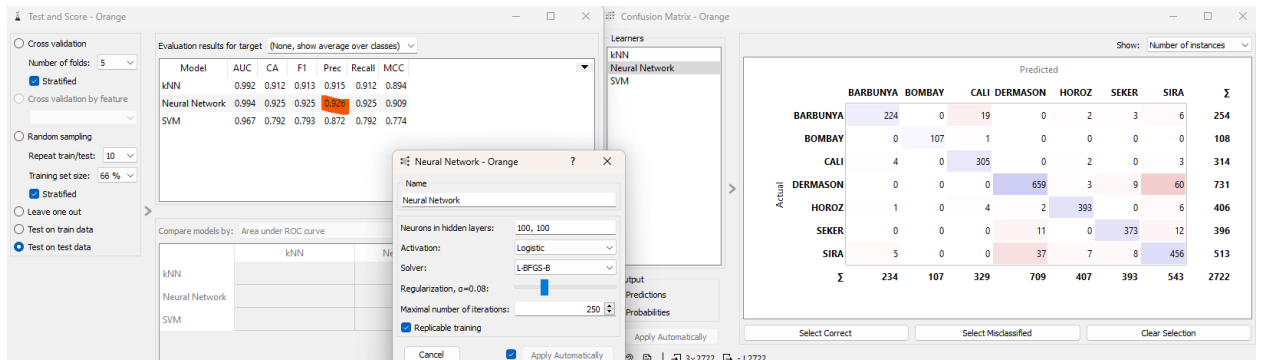 Test and Score - Orange
Cross validation
Number of folds: 5
Stratified
Cross validation by feature
Random sampling
Repeat train/test: 10
Training set size: 66 %
Stratified
Leave one out
Test on train data
Test on test data
Evaluation results for target (None, show average over classes)
Model AUC CA F1 Prec Recall MCC
kNN 0.992 0.912 0.913 0.915 0.912 0.894
Neural Network 0.994 0.925 0.925 0.926 0.925 0.909
SVM 0.967 0.792 0.793 0.872 0.792 0.774
Compare models by: Area under ROC curve
kNN Ne
kNN
Neural Network
SVM
Neural Network - Orange ?
Name
Neural Network
Neurons in hidden layers: 100, 100
Activation: Logistic
Solver: L-BFGS-B
Regularization, α=0.08:
Maximal number of iterations: 250
Replicable training
Cancel Apply Automatically
Confusion Matrix - Orange
Learners
kNN
Neural Network
SVM
utput
Predictions
Probabilities
Apply Automatically
Show: Number of instances
Predicted
BARBUNYA BOMBAY CALI DERMASON HOROZ SEKER SIRA Σ
Actual
BARBUNYA 224 0 19 0 2 3 6 254
BOMBAY 0 107 1 0 0 0 0 108
CALI 4 0 305 0 2 0 3 314
DERMASON 0 0 0 659 3 9 60 731
HOROZ 1 0 4 2 393 0 6 406
SEKER 0 0 0 11 0 373 12 396
SIRA 5 0 0 37 7 8 456 513
Σ 234 107 329 709 407 393 543 2722
Select Correct Select Misclassified Clear Selection